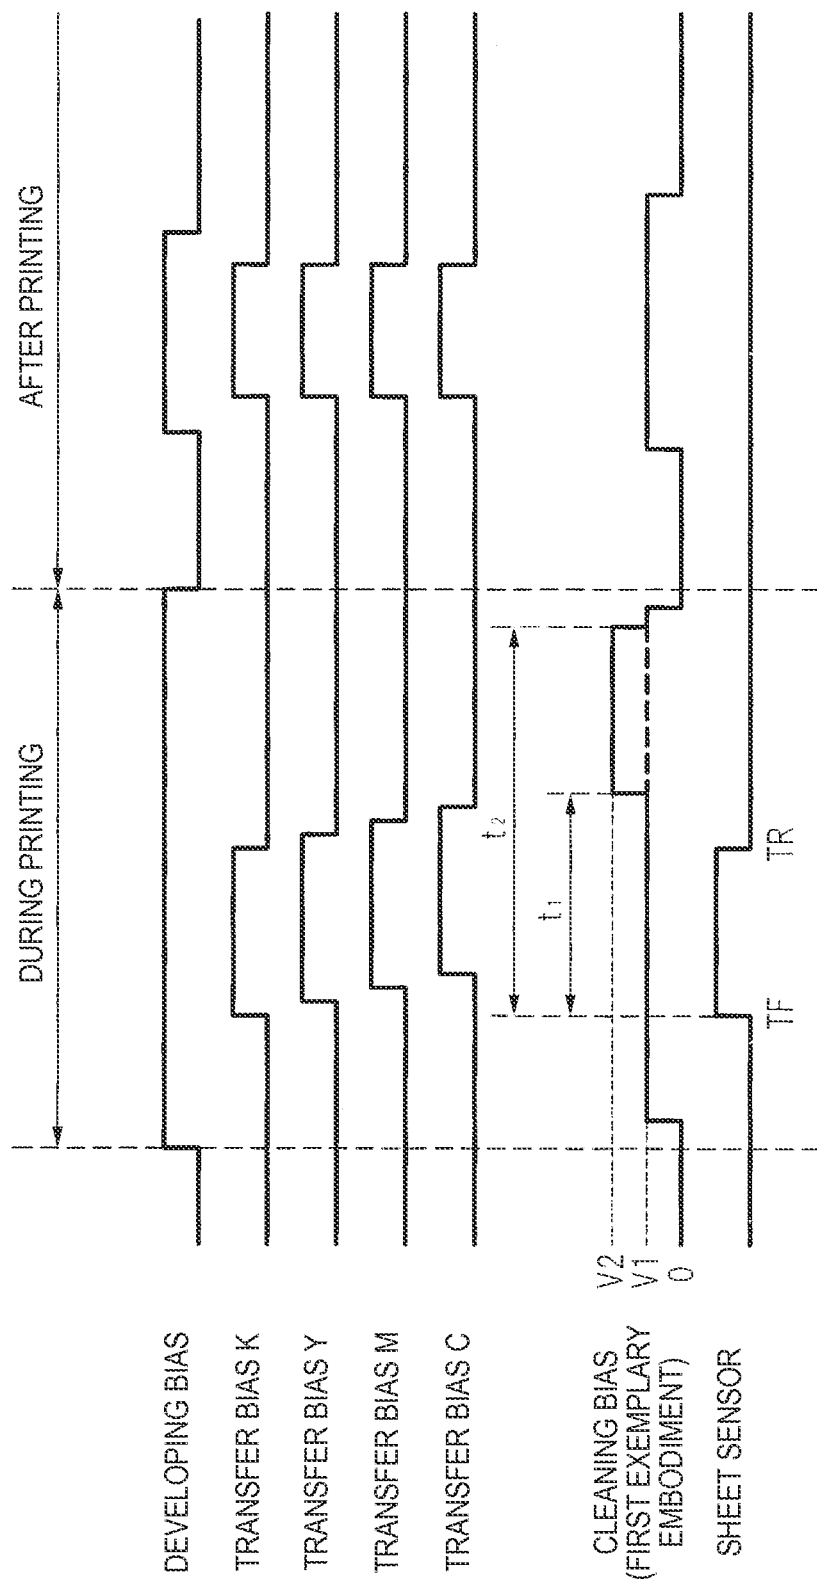 DURING PRINTING
AFTER PRINTING
DEVELOPING BIAS
TRANSFER BIAS K
TRANSFER BIAS Y
TRANSFER BIAS M
TRANSFER BIAS C
t₂
t₁
CLEANING BIAS
(FIRST EXEMPLARY
EMBODIMENT)
V2
V1
0
SHEET SENSOR
TF
TR